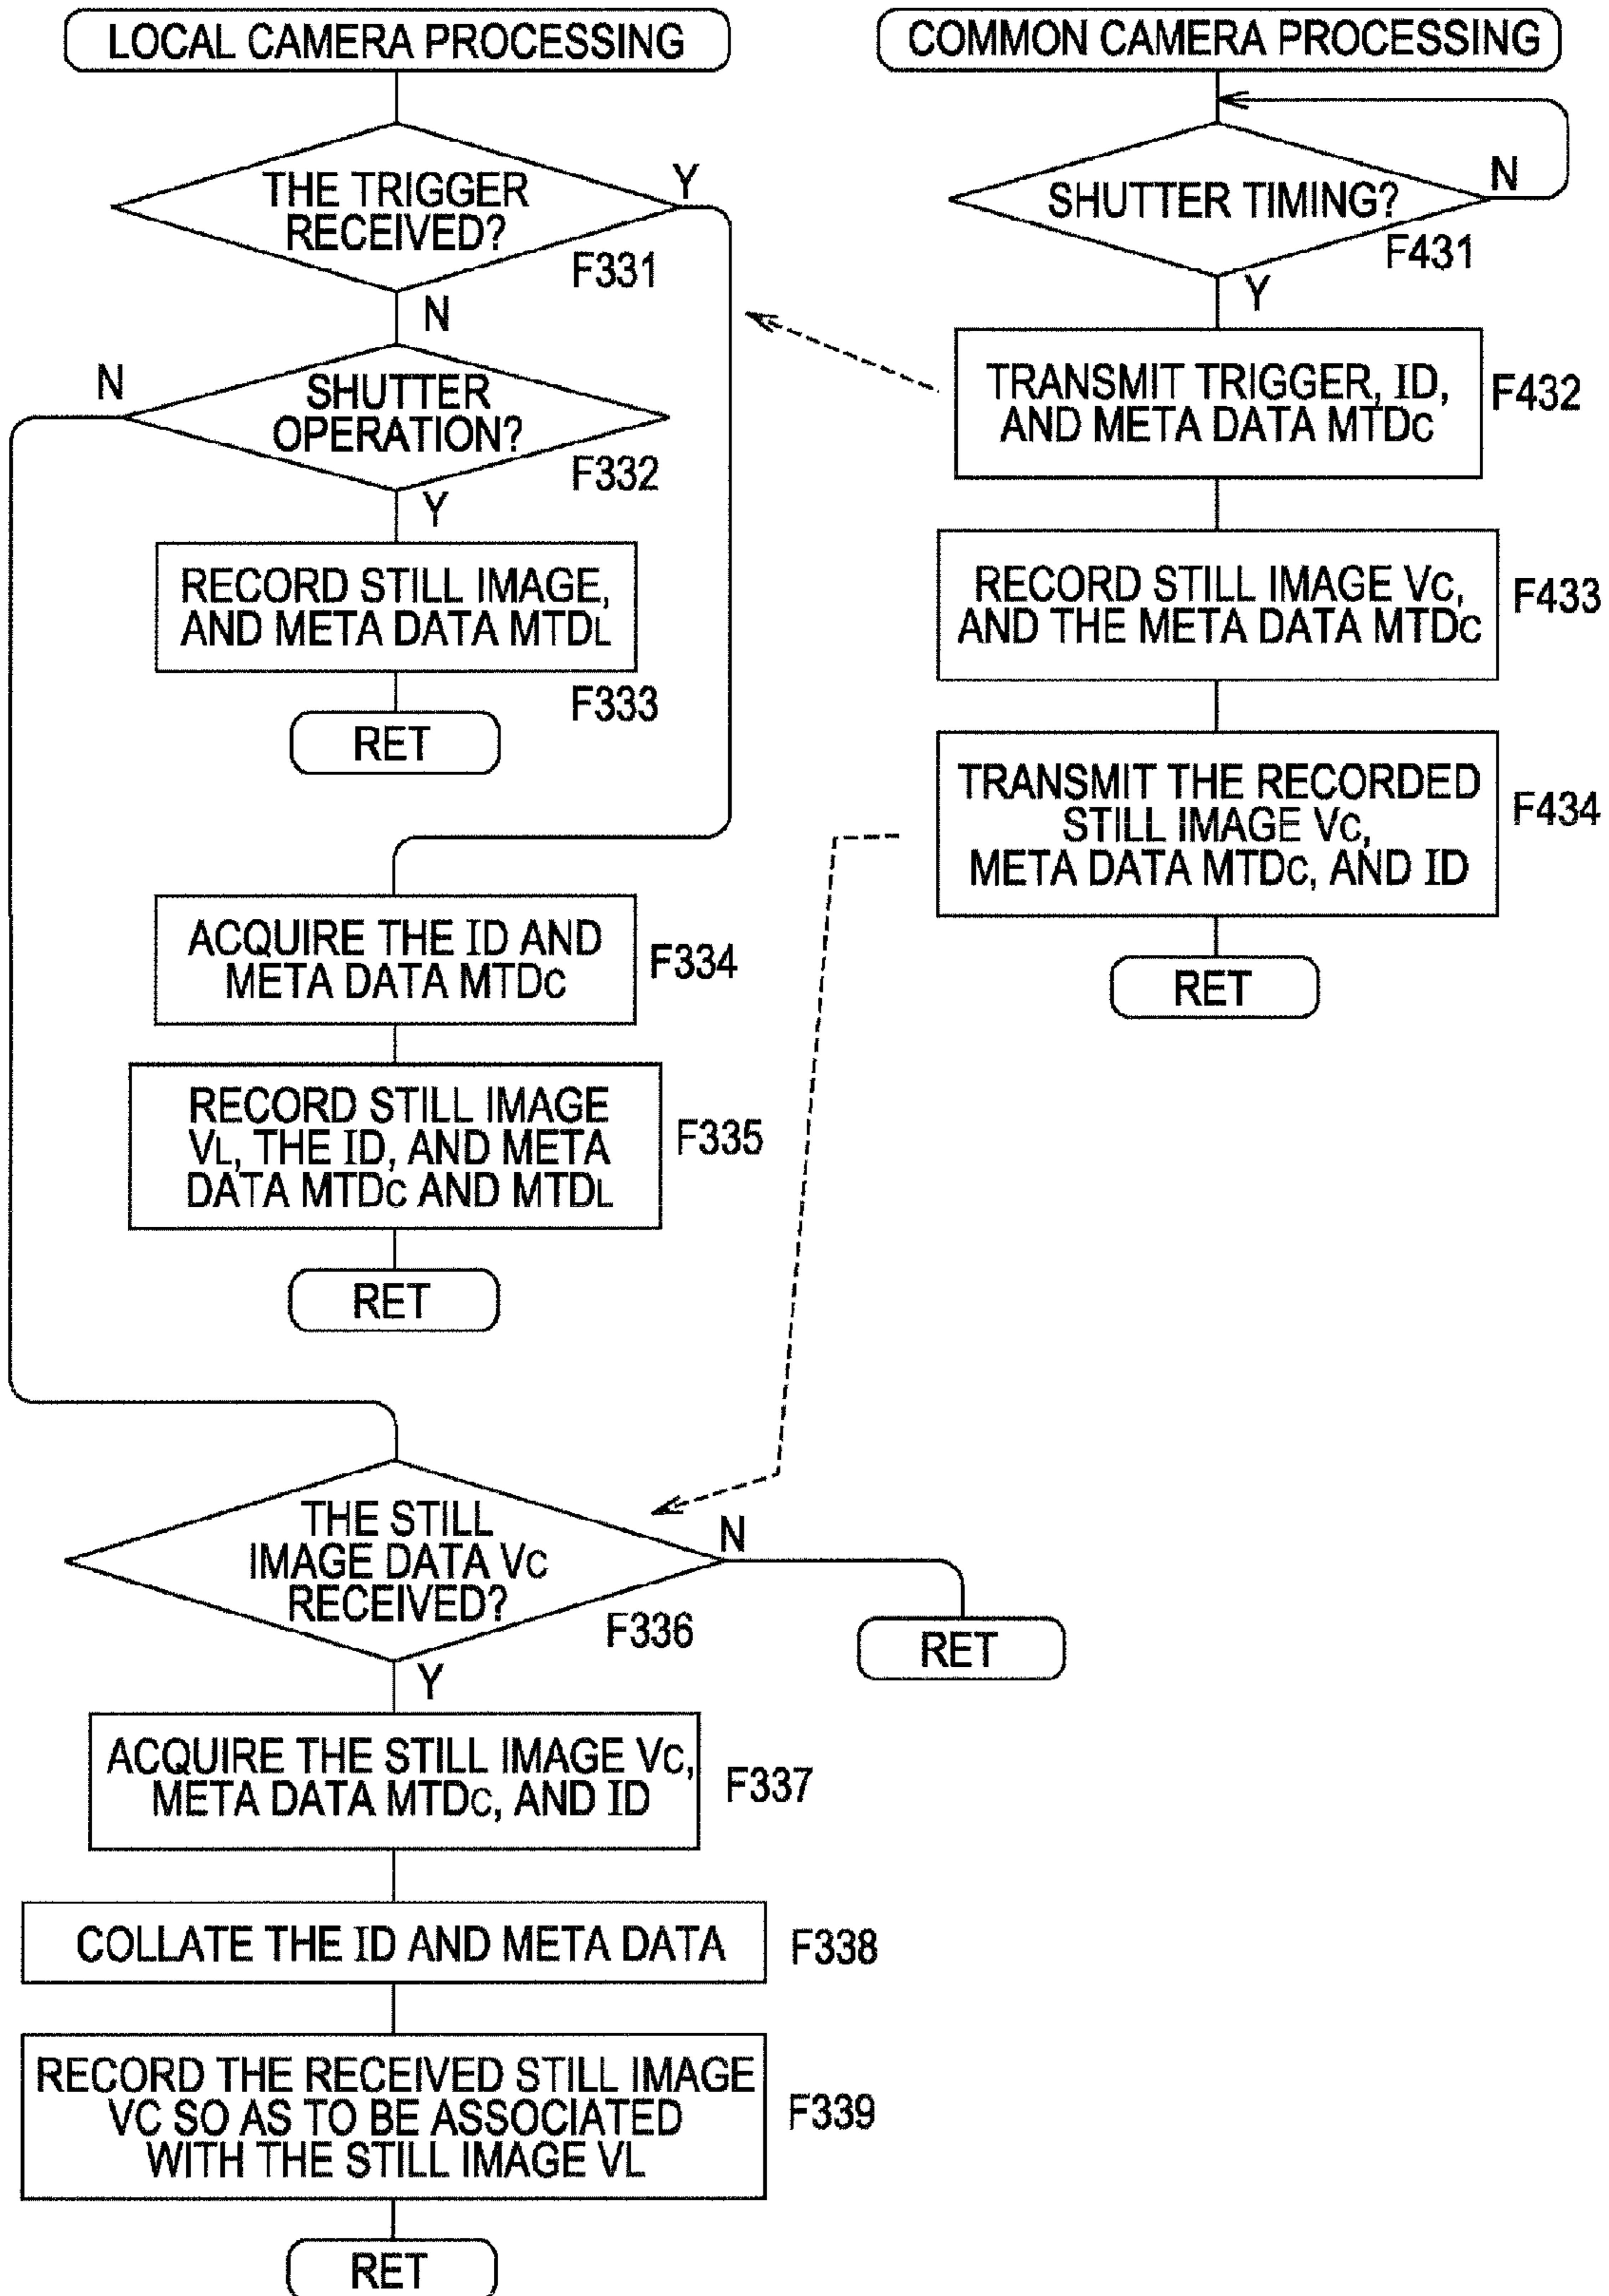 LOCAL CAMERA PROCESSING
THE TRIGGER
RECEIVED?
Y
F331
N
N
SHUTTER
OPERATION?
F332
Y
RECORD STILL IMAGE,
AND META DATA MTDL
F333
RET
ACQUIRE THE ID AND
META DATA MTDC
F334
RECORD STILL IMAGE
VL, THE ID, AND META
DATA MTDC AND MTDL
F335
RET
THE STILL
IMAGE DATA VC
RECEIVED?
N
F336
RET
Y
ACQUIRE THE STILL IMAGE VC,
META DATA MTDC, AND ID
F337
COLLATE THE ID AND META DATA
F338
RECORD THE RECEIVED STILL IMAGE
VC SO AS TO BE ASSOCIATED
WITH THE STILL IMAGE VL
F339
RET
COMMON CAMERA PROCESSING
SHUTTER TIMING?
N
F431
Y
TRANSMIT TRIGGER, ID,
AND META DATA MTDC
F432
RECORD STILL IMAGE VC,
AND THE META DATA MTDC
F433
TRANSMIT THE RECORDED
STILL IMAGE VC,
META DATA MTDC, AND ID
F434
RET